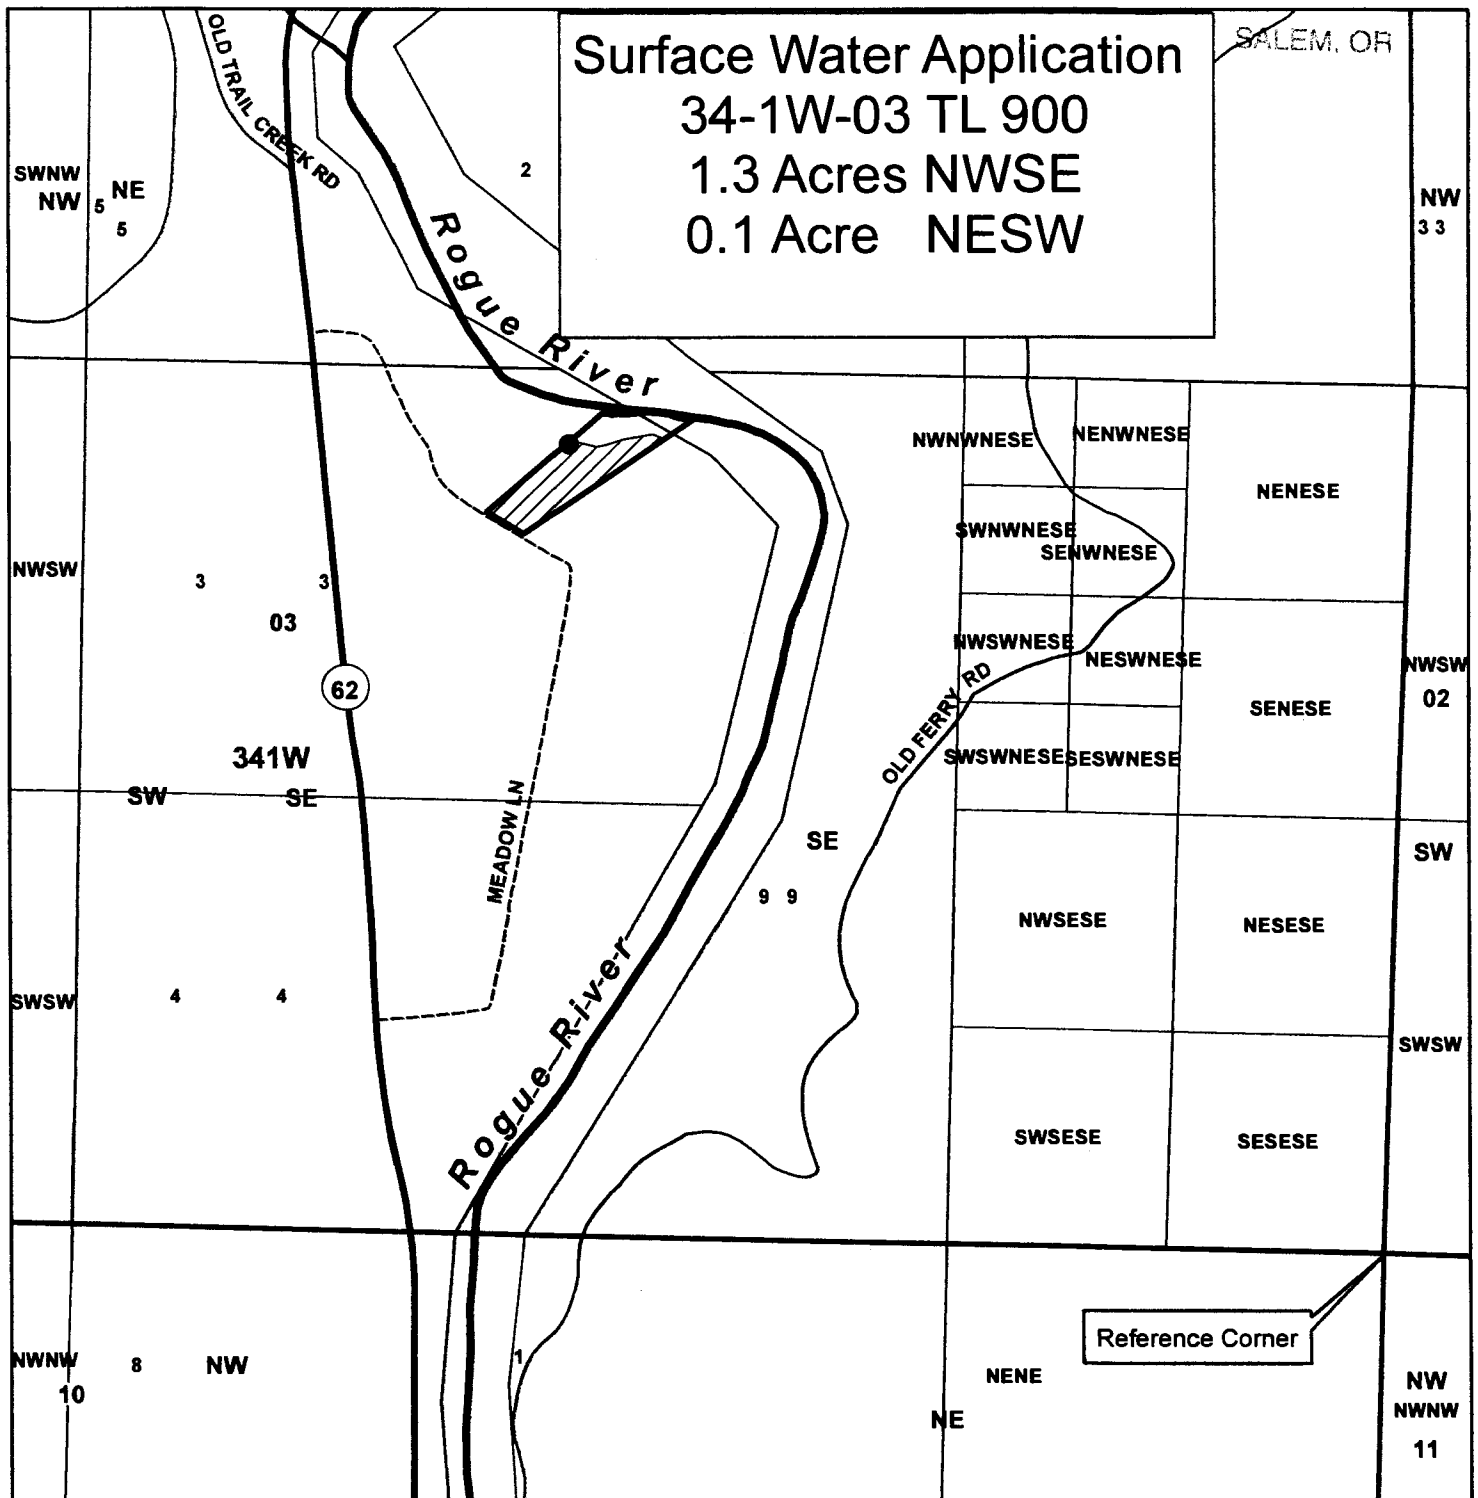 SALEM, OR
Surface Water Application
34-1W-03 TL 900
1.3 Acres NWSE
0.1 Acre NESW
OLD TRAIL CREEK RD
2
SWNW
NW
5
NE
5
NW
3 3
Rogue River
NWNWNESE
NENWNESE
NENESE
SWNWNESE
SENWNESE
NWSW
3
3
03
NWSWNESE
NESWNESE
NWSW
02
62
OLD FERRY RD
SENESE
341W
SWSWNESE
SESWNESE
SW
SE
MEADOW LN
SE
SW
9 9
NWSESE
NESESE
SWSW
4
4
Rogue River
SWSW
SWSESE
SESESE
Reference Corner
NWNW
8
NW
10
1
NENE
NE
NW
NWNW
11